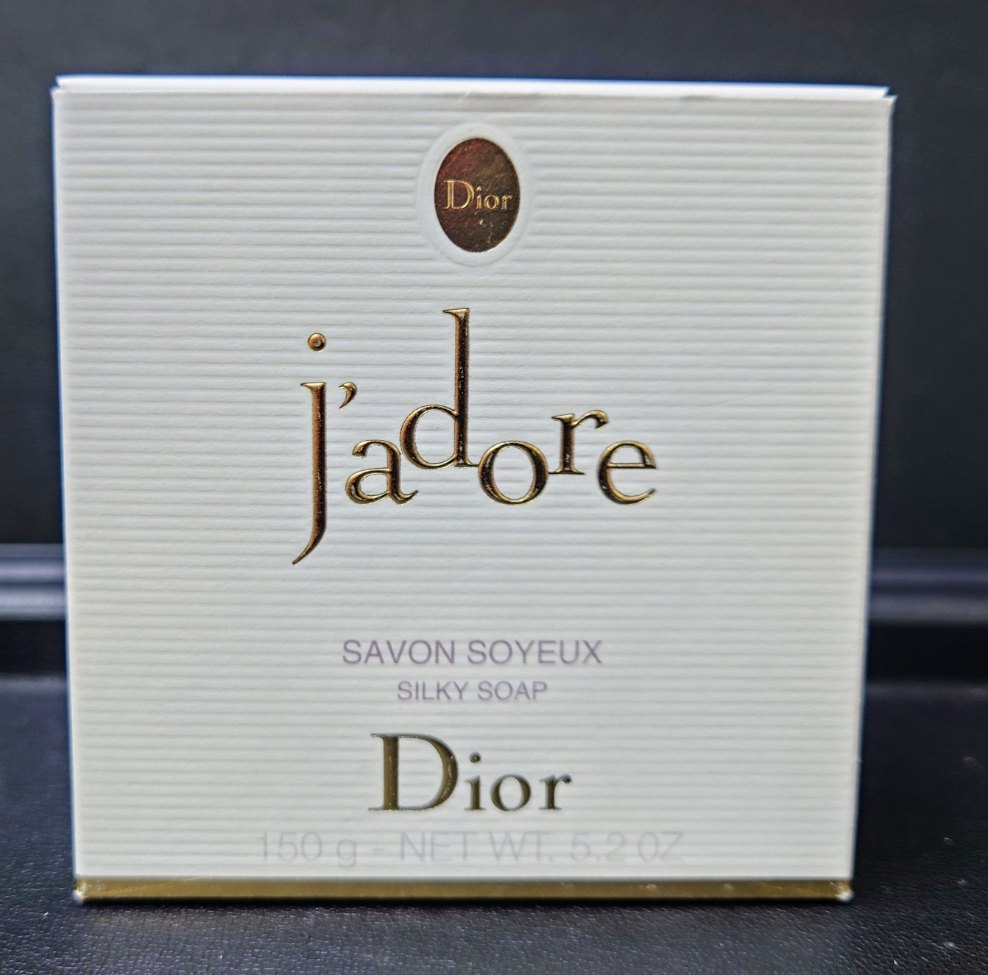 Dior
j'adore
SAVON SOYEUX
SILKY SOAP
Dior
150 g - NET WT. 5.2 OZ